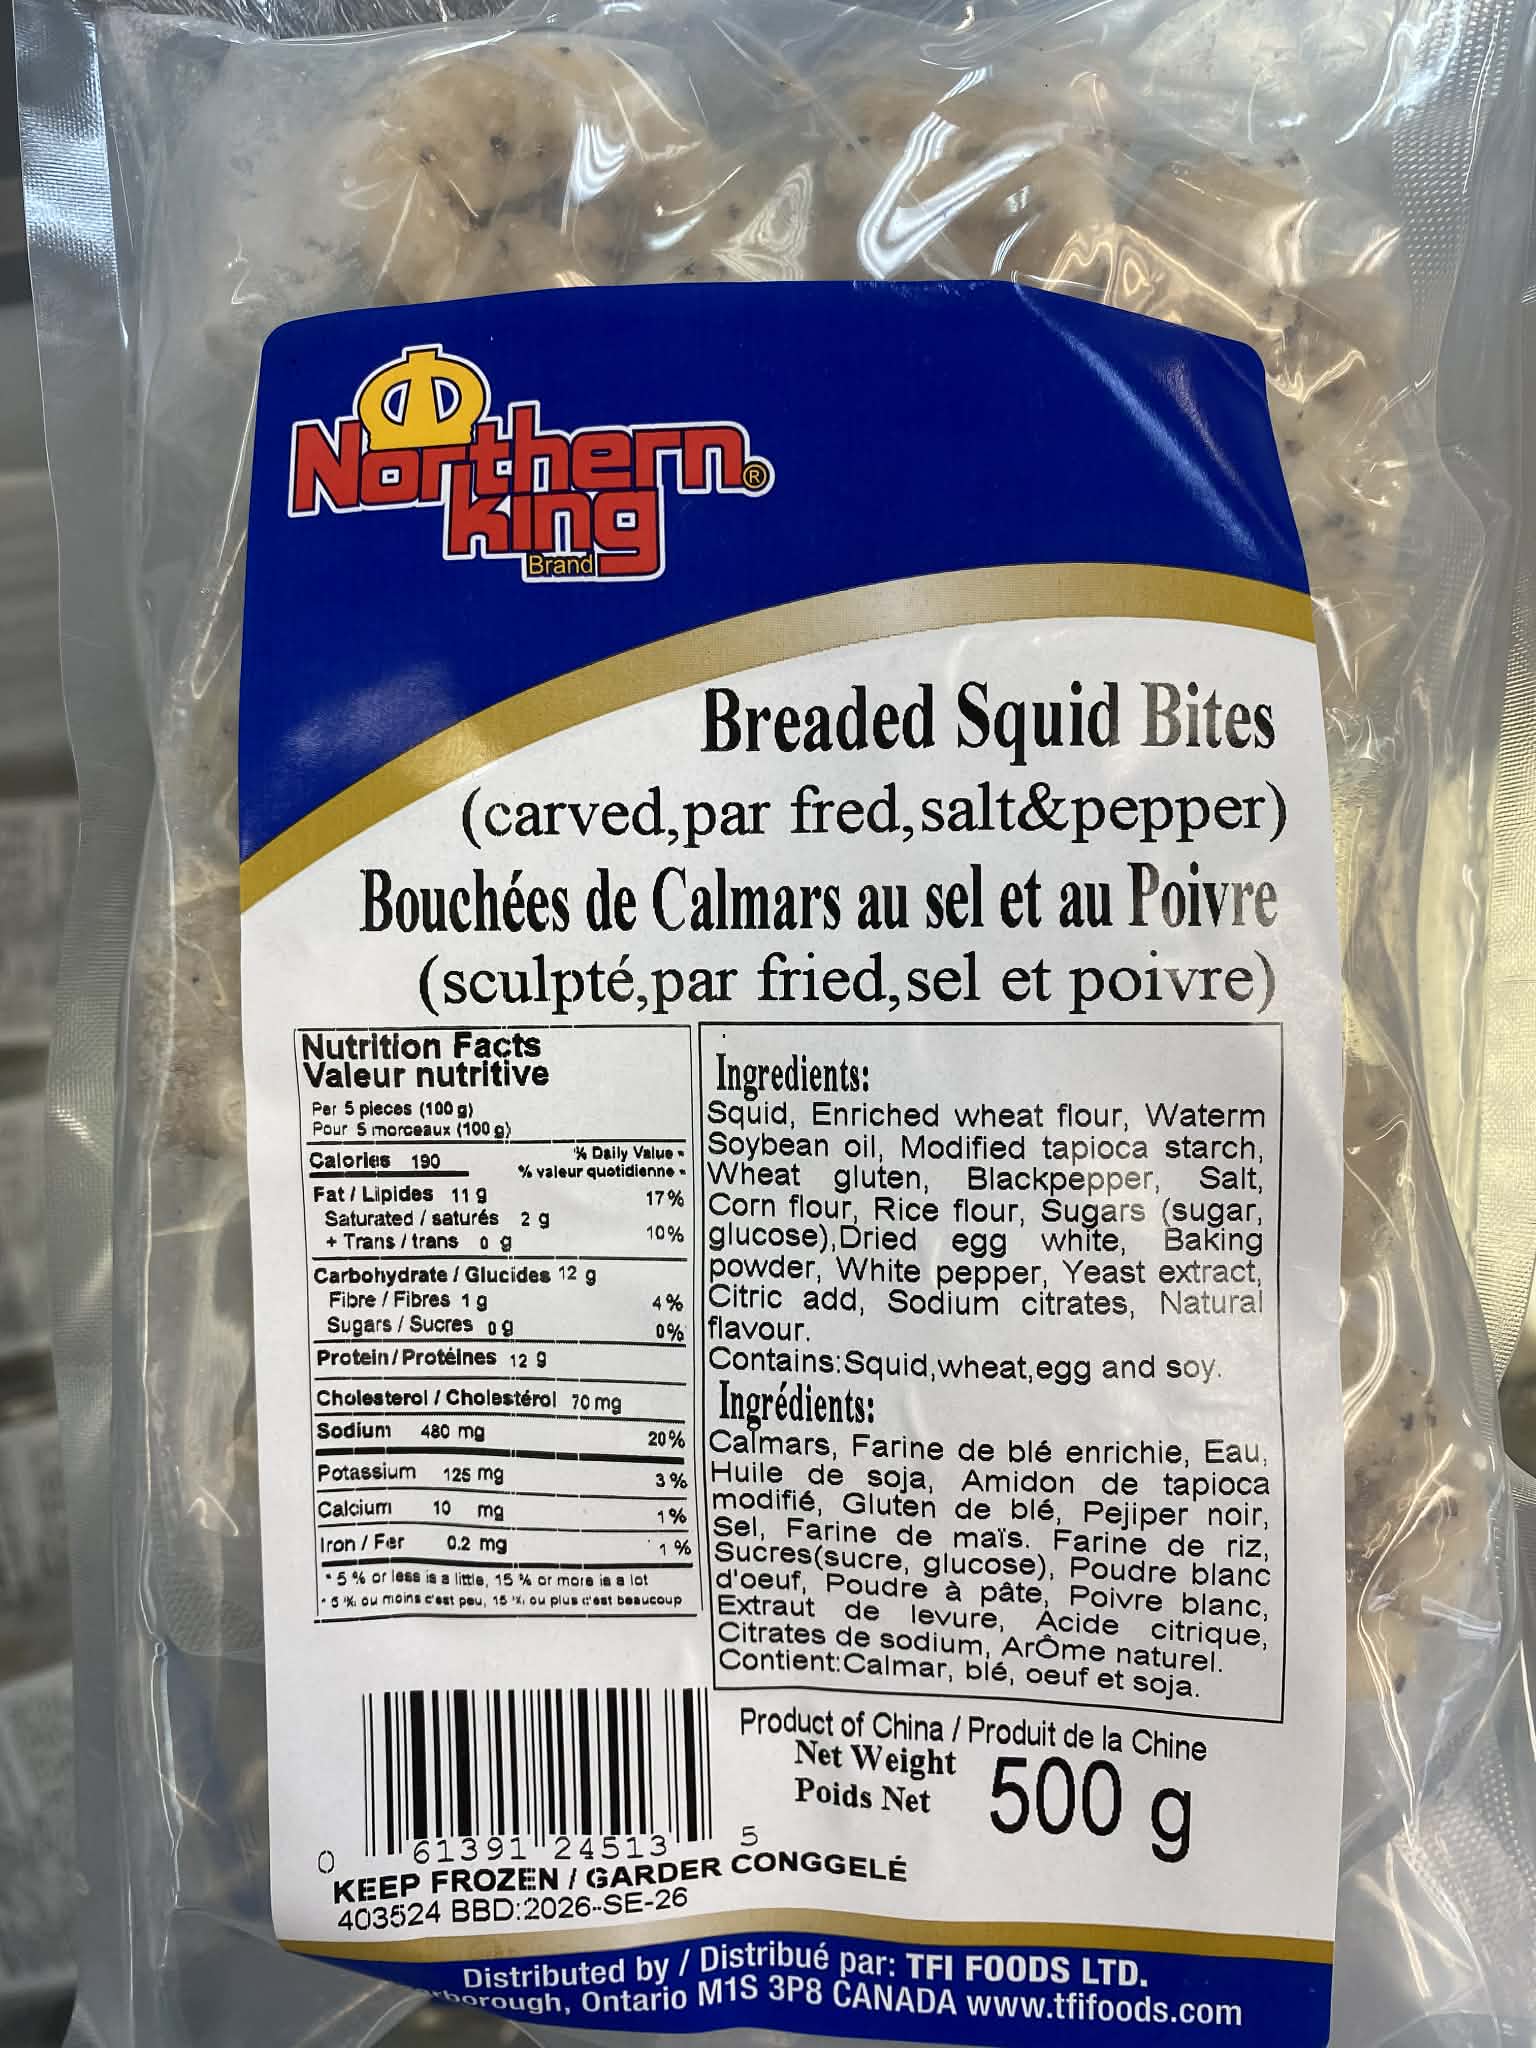 Northern®
King
Brand
Breaded Squid Bites
(carved,par fred,salt&pepper)
Bouchées de Calmars au sel et au Poivre
(sculpté,par fried,sel et poivre)
Nutrition Facts
Valeur nutritive
Per 5 pieces (100 g)
Pour 5 morceaux (100 g)
% Daily Value *
Calories 190
% valeur quotidienne *
Fat / Lipides 11 g 17%
Saturated / saturés 2 g
+ Trans / trans 0 g 10%
Carbohydrate / Glucides 12 g
Fibre / Fibres 1 g 4%
Sugars / Sucres 0 g 0%
Protein / Protéines 12 g
Cholesterol / Cholestérol 70 mg
Sodium 480 mg 20%
Potassium 125 mg 3%
Calcium 10 mg 1%
Iron / Fer 0.2 mg 1%
* 5 % or less is a little, 15 % or more is a lot
* 5 % ou moins c'est peu, 15 % ou plus c'est beaucoup
Ingredients:
Squid, Enriched wheat flour, Waterm
Soybean oil, Modified tapioca starch,
Wheat gluten, Blackpepper, Salt,
Corn flour, Rice flour, Sugars (sugar,
glucose),Dried egg white, Baking
powder, White pepper, Yeast extract,
Citric add, Sodium citrates, Natural
flavour.
Contains:Squid,wheat,egg and soy.
Ingrédients:
Calmars, Farine de blé enrichie, Eau,
Huile de soja, Amidon de tapioca
modifié, Gluten de blé, Pejiper noir,
Sel, Farine de maïs. Farine de riz,
Sucres(sucre, glucose), Poudre blanc
d'oeuf, Poudre à pâte, Poivre blanc,
Extraut de levure, Acide citrique,
Citrates de sodium, ArÔme naturel.
Contient:Calmar, blé, oeuf et soja.
Product of China / Produit de la Chine
Net Weight
Poids Net
500 g
0 61391 24513 5
KEEP FROZEN / GARDER CONGGELÉ
403524 BBD:2026-SE-26
Distributed by / Distribué par: TFI FOODS LTD.
Ontario M1S 3P8 CANADA www.tfifoods.com